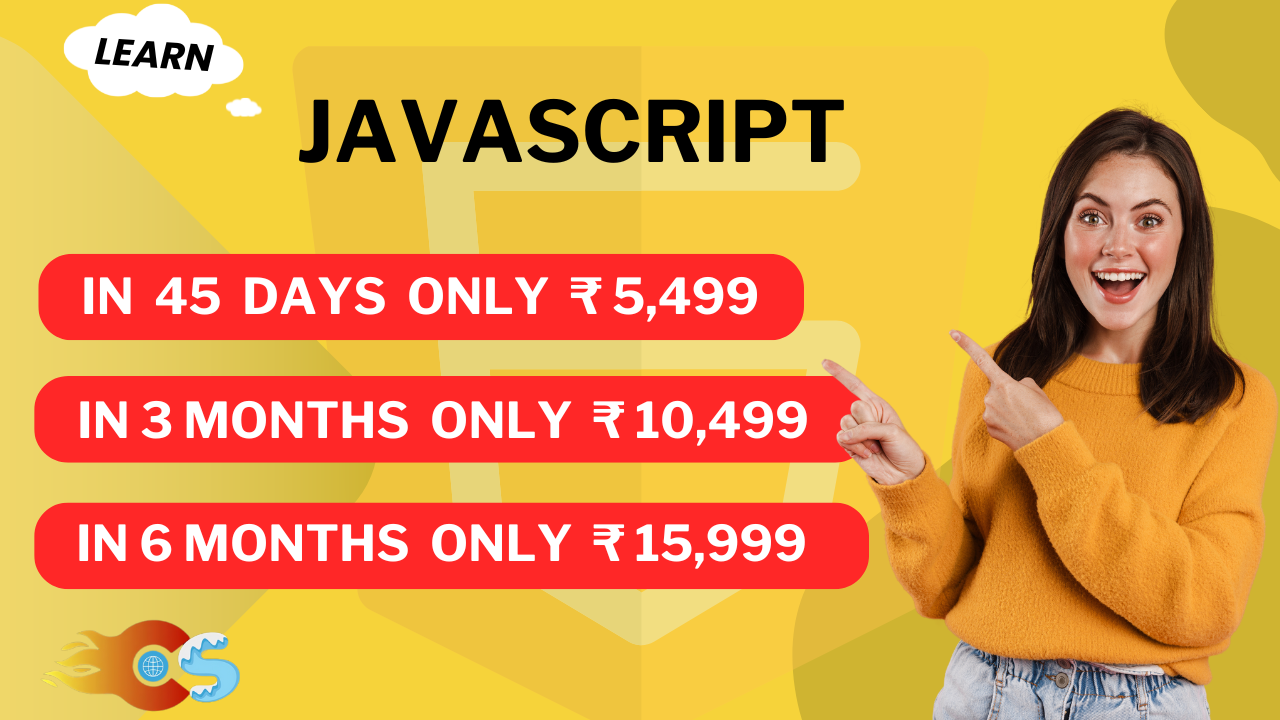 LEARN
JAVASCRIPT
IN 45 DAYS ONLY ₹ 5,499
IN 3 MONTHS ONLY ₹ 10,499
IN 6 MONTHS ONLY ₹ 15,999
CS